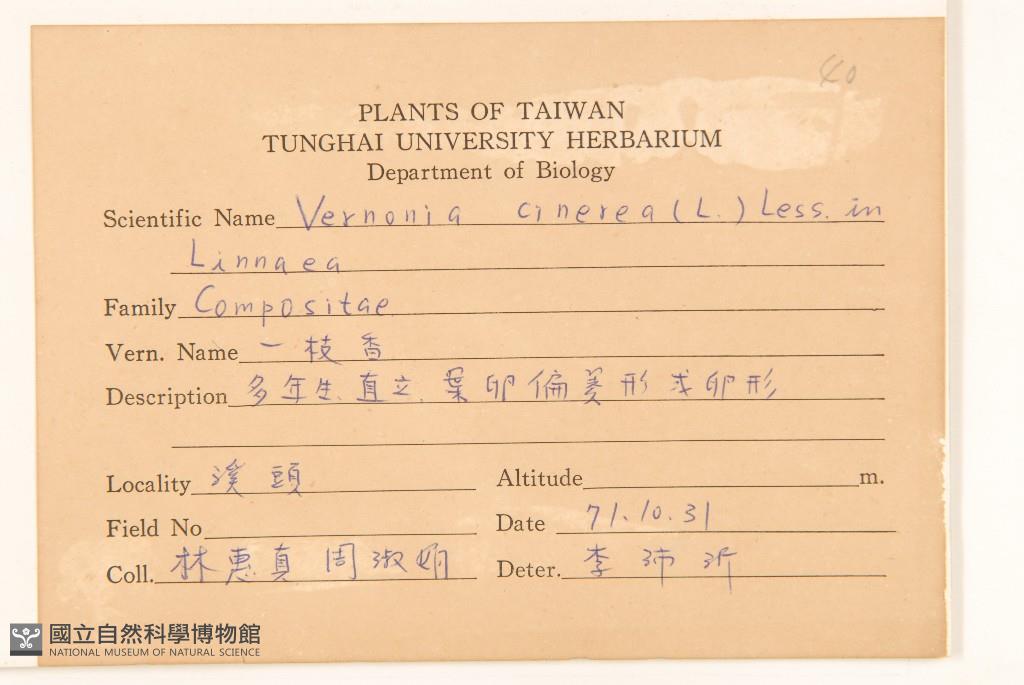 40
PLANTS OF TAIWAN
TUNGHAI UNIVERSITY HERBARIUM
Department of Biology
Scientific Name Vernonia cinerea (L.) Less. in
Linnaea
Family Compositae
Vern. Name 一枝香
Description 多年生、直立、葉卵偏菱形或卵形
Locality 溪頭 Altitude m.
Field No Date 71.10.31
Coll. 林惠真 周淑娟 Deter. 李沛沂
國立自然科學博物館
NATIONAL MUSEUM OF NATURAL SCIENCE